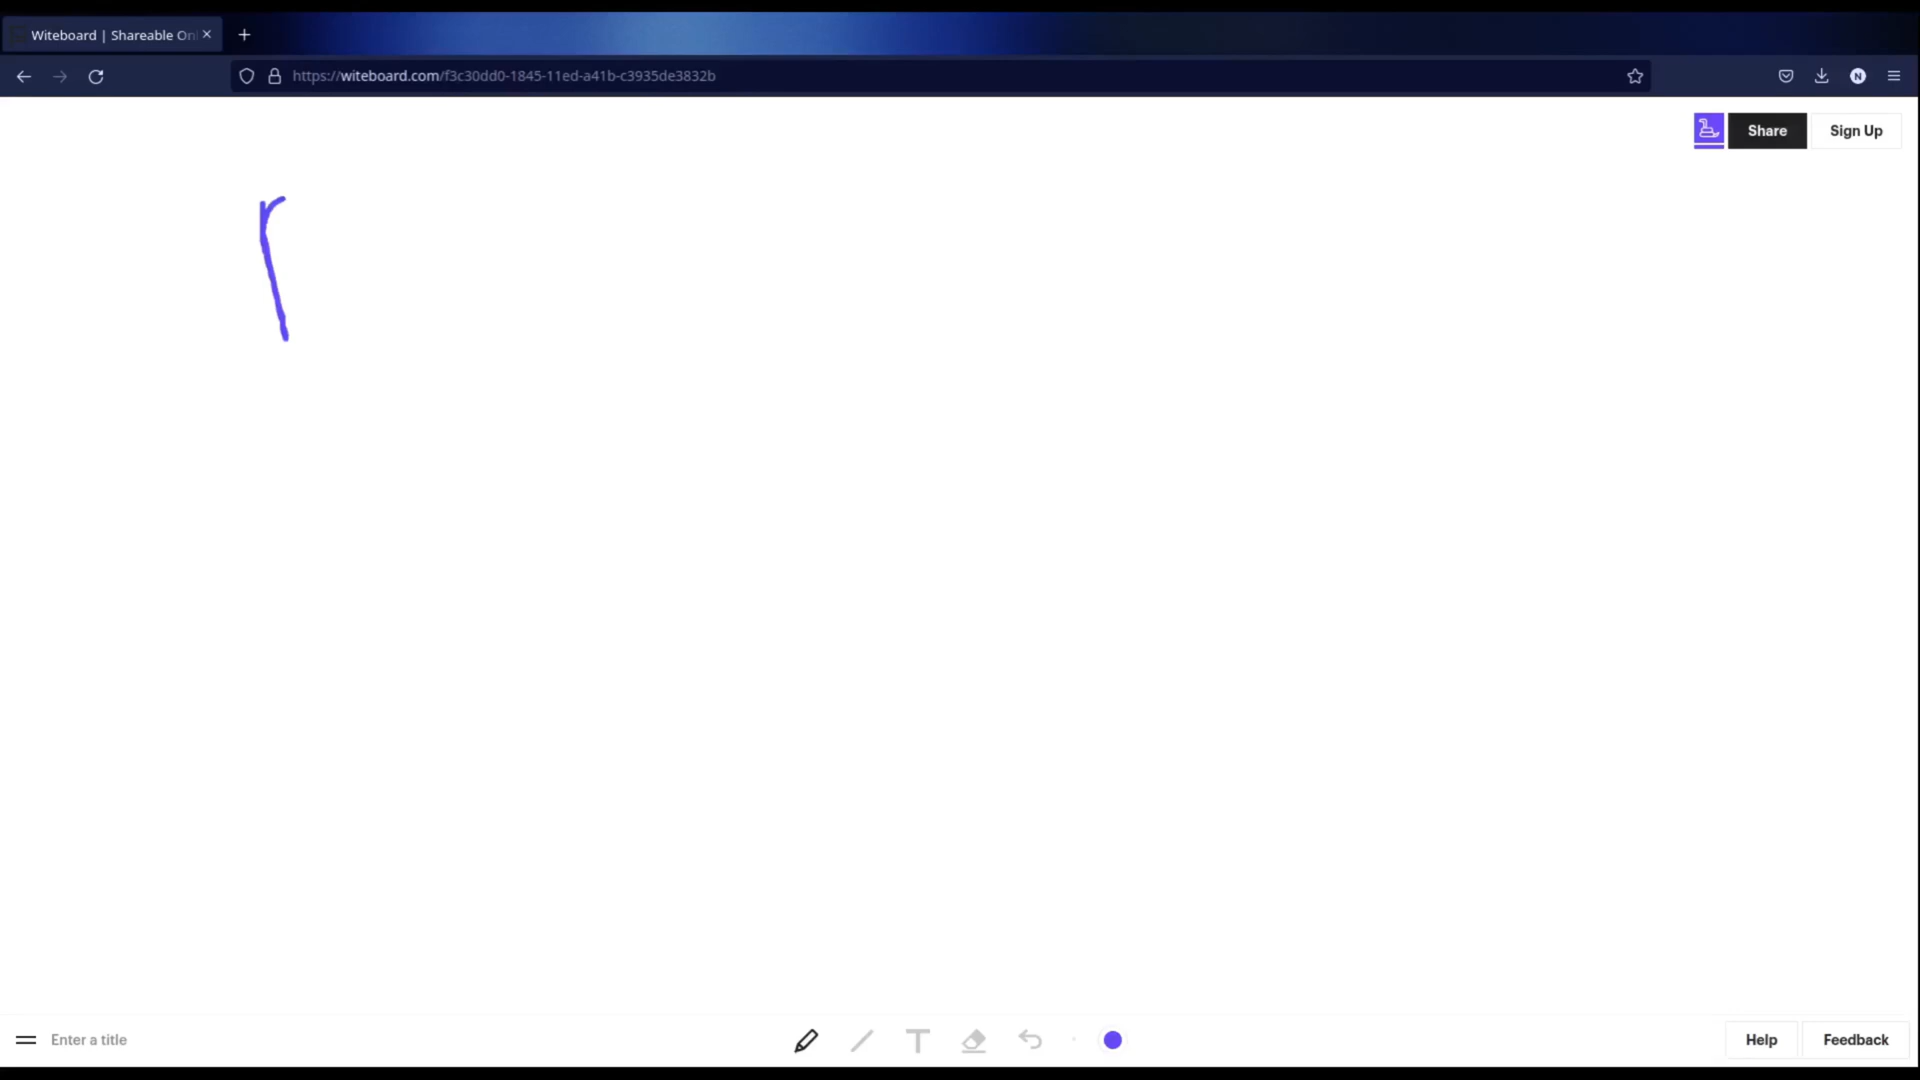 Witeboard | Shareable On
https://witeboard.com/f3c30dd0-1845-11ed-a41b-c3935de3832b
N
Share
Sign Up
Enter a title
T
Help
Feedback